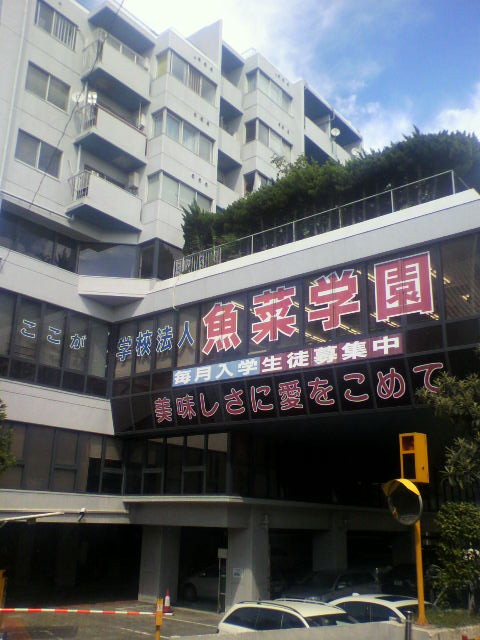 ここが
学校法人
魚菜学園
毎月入学生徒募集中
美味しさに愛をこめて